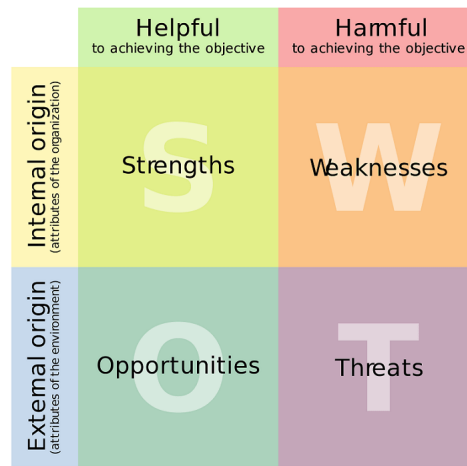 Helpful
to achieving the objective
Harmful
to achieving the objective
Internal origin
(attributes of the organization)
S
Strengths
W
Weaknesses
External origin
(attributes of the environment)
O
Opportunities
T
Threats